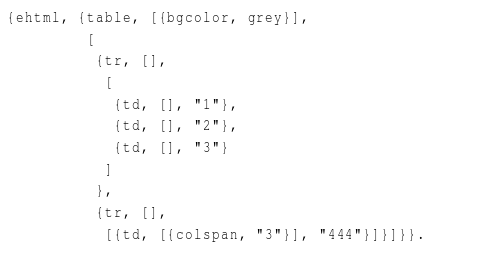 {ehtml, {table, [{bgcolor, grey}],
[
{tr, [],
[
{td, [], "1"},
{td, [], "2"},
{td, [], "3"}
]
},
{tr, [],
[{td, [{colspan, "3"}], "444"}]}]}}.